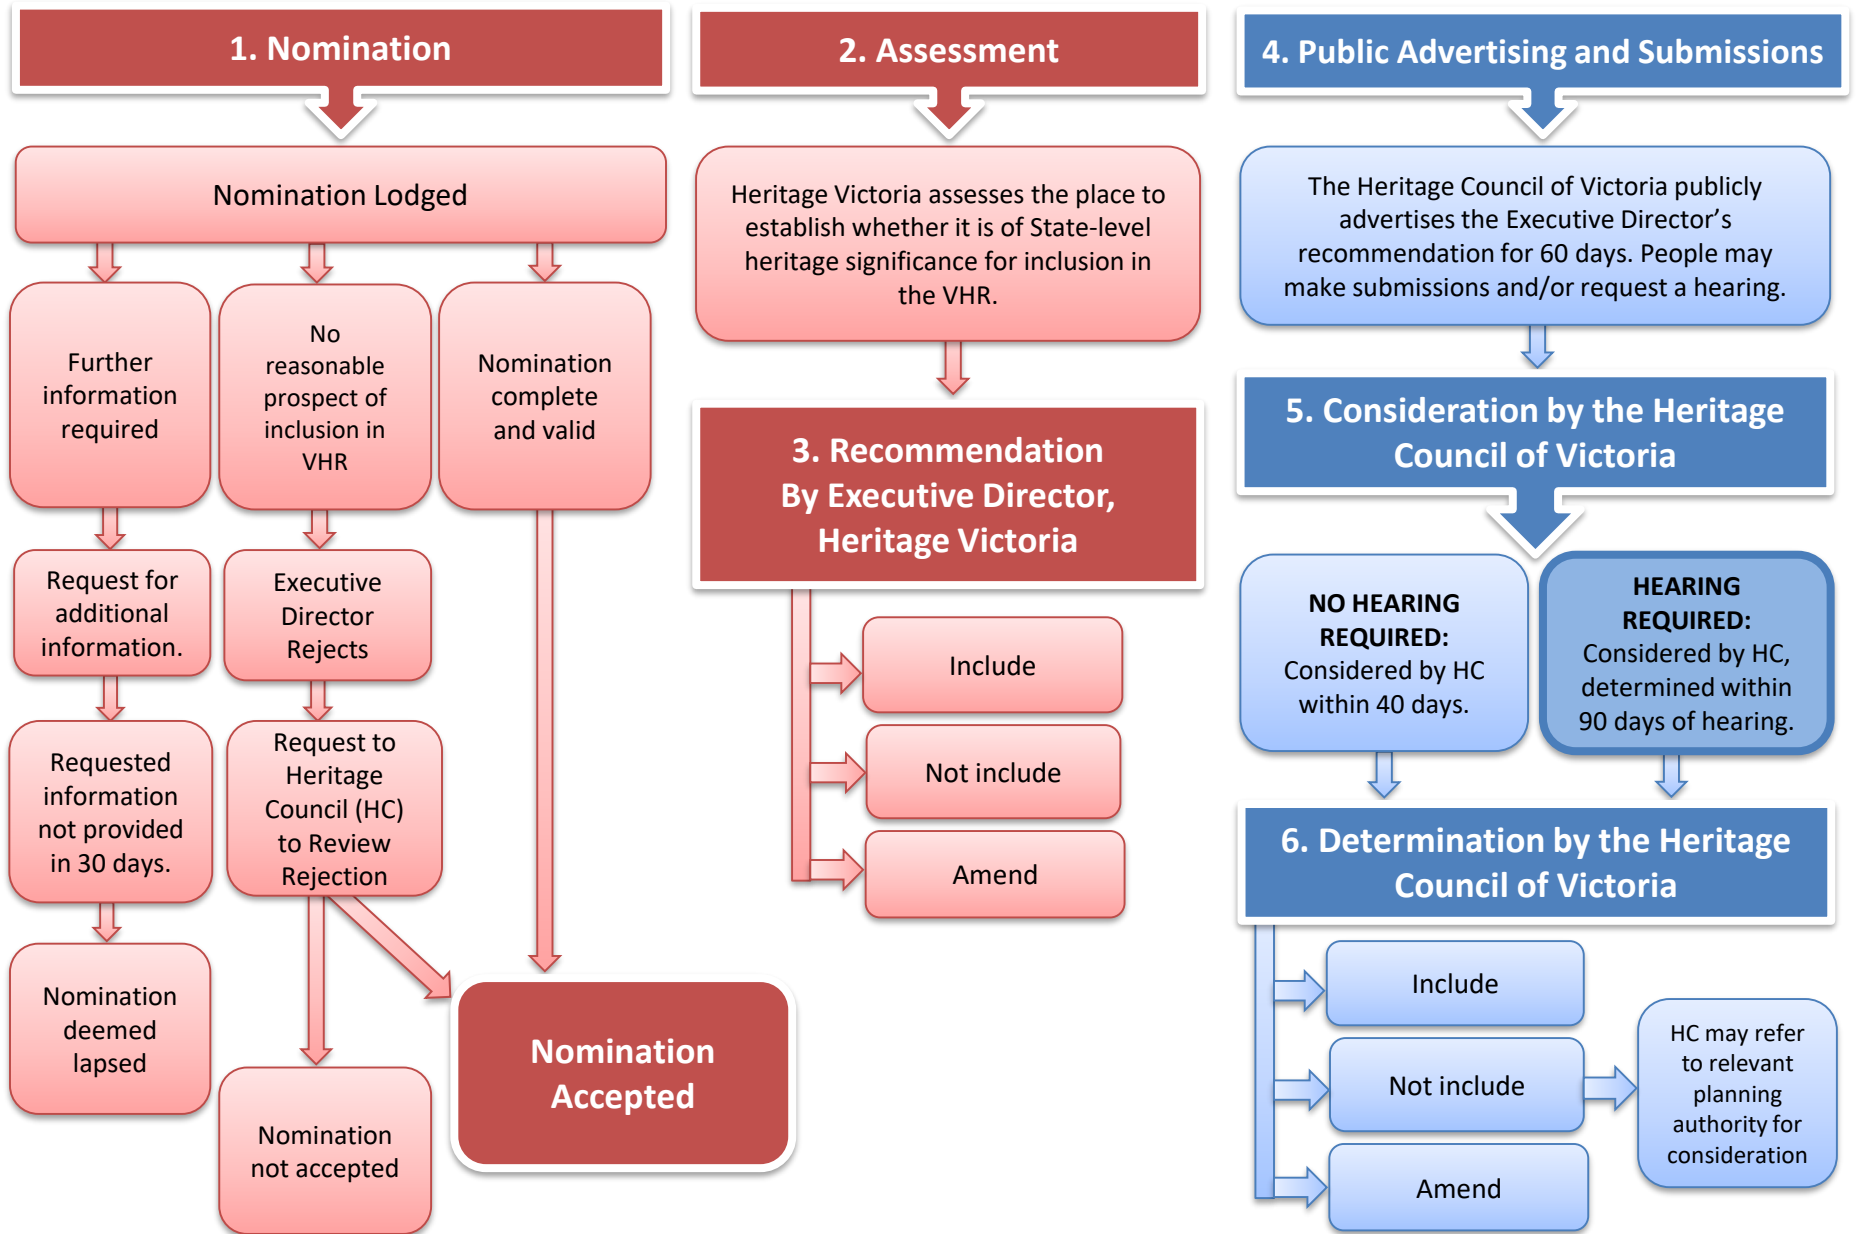 1. Nomination
Nomination Lodged
Further
information
required
Request for
additional
information.
Requested
information
not provided
in 30 days.
Nomination
deemed
lapsed
No
reasonable
prospect of
inclusion in
VHR
Executive
Director
Rejects
Request to
Heritage
Council (HC)
to Review
Rejection
Nomination
not accepted
Nomination
complete
and valid
Nomination
Accepted
2. Assessment
Heritage Victoria assesses the place to
establish whether it is of State-level
heritage significance for inclusion in
the VHR.
3. Recommendation
By Executive Director,
Heritage Victoria
Include
Not include
Amend
4. Public Advertising and Submissions
The Heritage Council of Victoria publicly
advertises the Executive Director’s
recommendation for 60 days. People may
make submissions and/or request a hearing.
5. Consideration by the Heritage
Council of Victoria
NO HEARING
REQUIRED:
Considered by HC
within 40 days.
HEARING
REQUIRED:
Considered by HC,
determined within
90 days of hearing.
6. Determination by the Heritage
Council of Victoria
Include
Not include
Amend
HC may refer
to relevant
planning
authority for
consideration